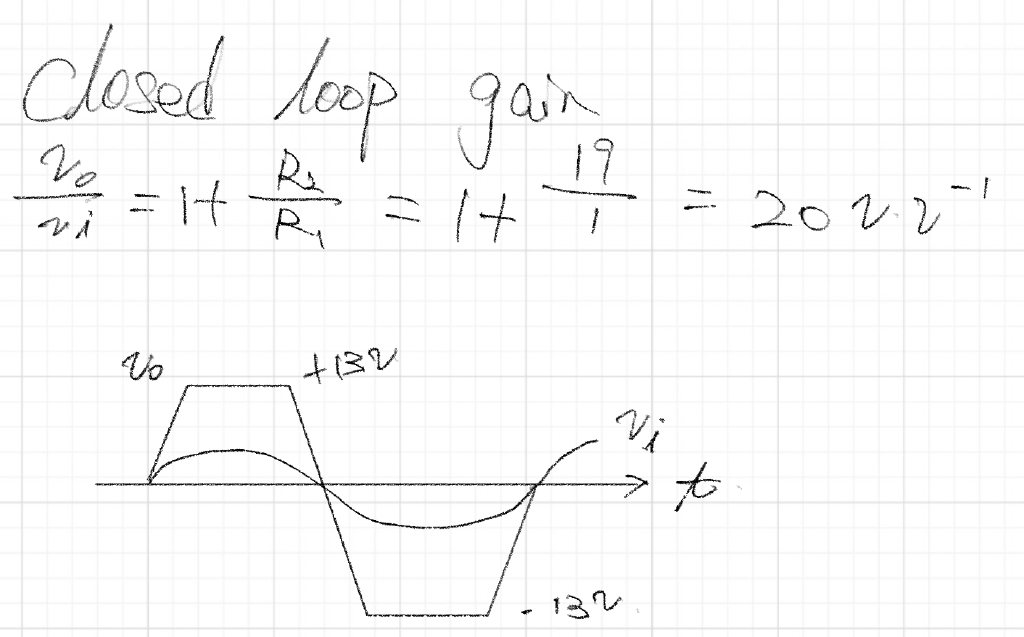 Closed loop gain
vo/vi = 1 + R2/R1 = 1 + 19/1 = 20 v.v⁻¹
vo +13v
vi
t
-13v